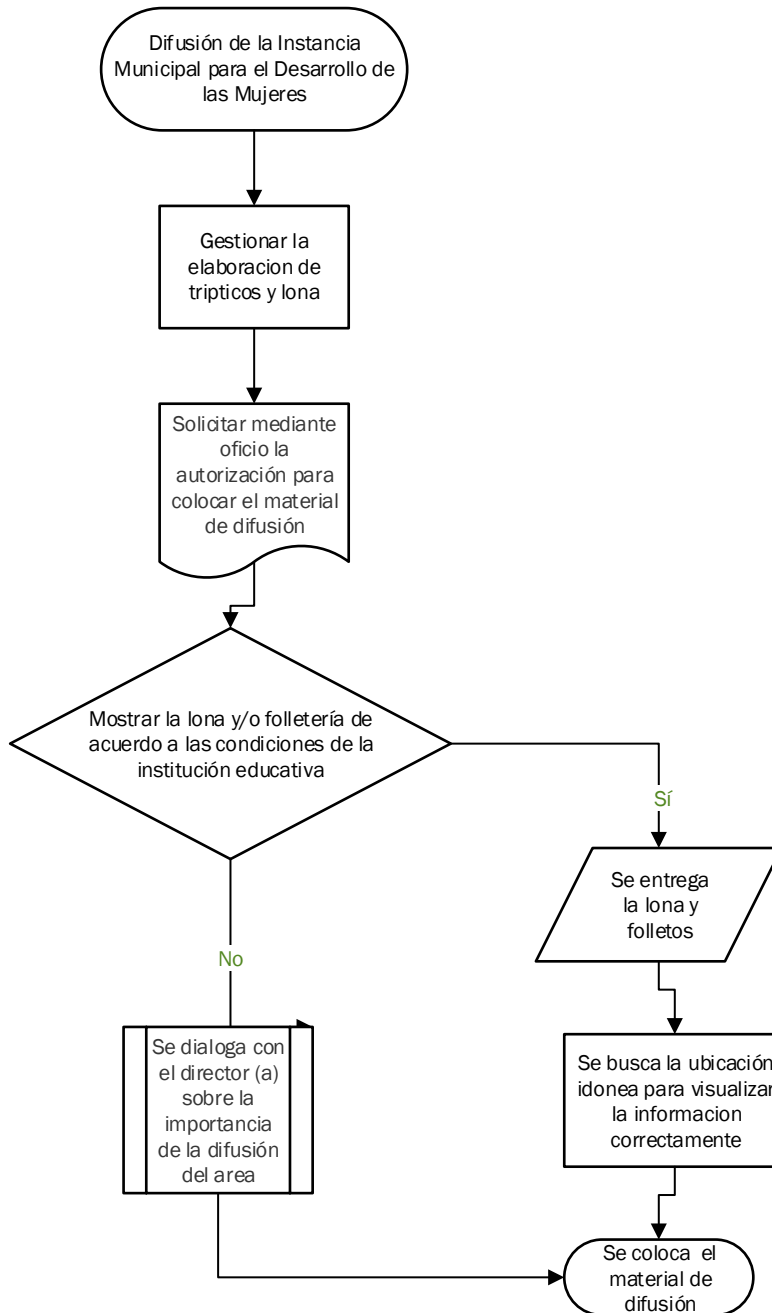 Difusión de la Instancia
Municipal para el Desarrollo de
las Mujeres
Gestionar la
elaboracion de
tripticos y lona
Solicitar mediante
oficio la
autorización para
colocar el material
de difusión
Mostrar la lona y/o folletería de
acuerdo a las condiciones de la
institución educativa
Sí
Se entrega
la lona y
folletos
No
Se dialoga con
el director (a)
sobre la
importancia
de la difusión
del area
Se busca la ubicación
idonea para visualizar
la informacion
correctamente
Se coloca el
material de
difusión